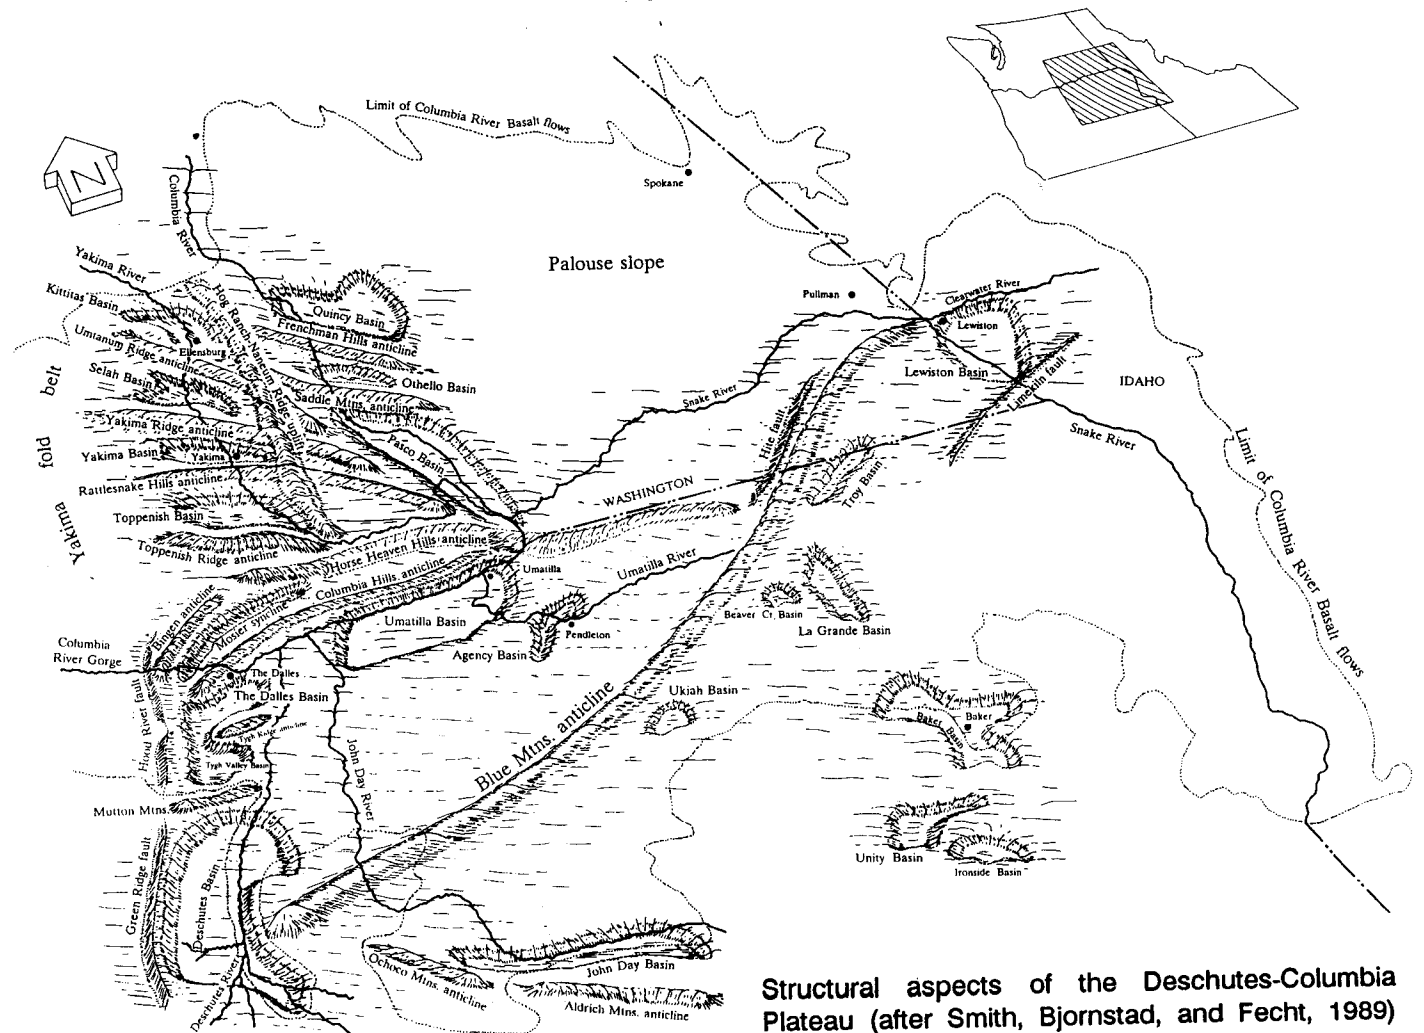 Limit of Columbia River Basalt flows
N
Columbia River
Spokane
Palouse slope
Yakima River
Kittitas Basin
Hog Ranch-Naneum Ridge uplift
Quincy Basin
Pullman
Clearwater River
Lewiston
Umtanum Ridge anticline
Ellensburg
Frenchman Hills anticline
Selah Basin
Othello Basin
Lewiston Basin
Limekiln fault
IDAHO
Saddle Mtns. anticline
Snake River
Yakima fold belt
Yakima Ridge anticline
Pasco Basin
Hite fault
Snake River
Yakima Basin
Yakima
Rattlesnake Hills anticline
Troy Basin
WASHINGTON
Limit of Columbia River Basalt flows
Toppenish Basin
Toppenish Ridge anticline
Horse Heaven Hills anticline
Umatilla
Umatilla River
Columbia Hills anticline
Bingen anticline
Mosier syncline
Umatilla Basin
Beaver Cr. Basin
La Grande Basin
Pendleton
Agency Basin
Columbia
River Gorge
The Dalles
The Dalles Basin
Ukiah Basin
Hood River fault
Tygh Ridge anticline
Tygh Valley Basin
Baker
Baker Basin
Blue Mtns. anticline
John Day River
Mutton Mtns.
Green Ridge fault
Deschutes Basin
Unity Basin
Ironside Basin
Ochoco Mtns. anticline
John Day Basin
Aldrich Mtns. anticline
Deschutes River
Structural aspects of the Deschutes-Columbia
Plateau (after Smith, Bjornstad, and Fecht, 1989)